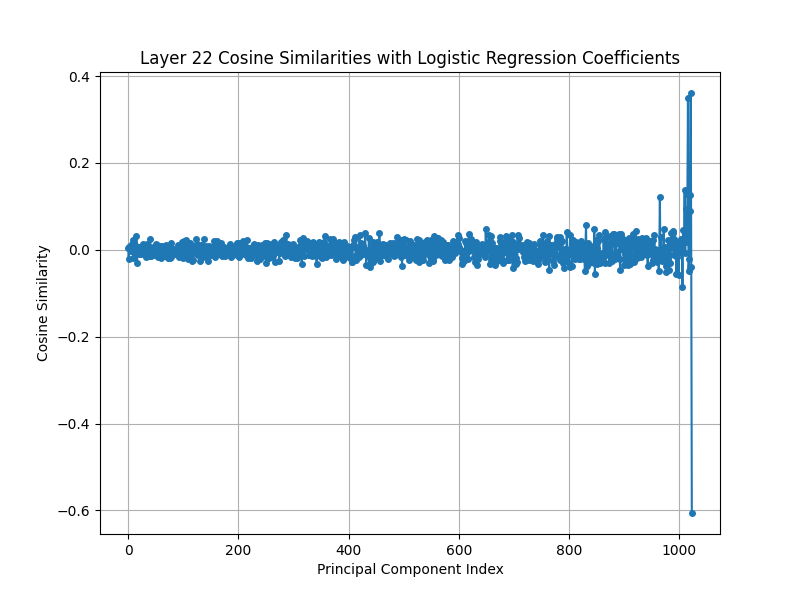 Layer 22 Cosine Similarities with Logistic Regression Coefficients
0.4
0.2
0.0
−0.2
−0.4
−0.6
Cosine Similarity
0 200 400 600 800 1000
Principal Component Index